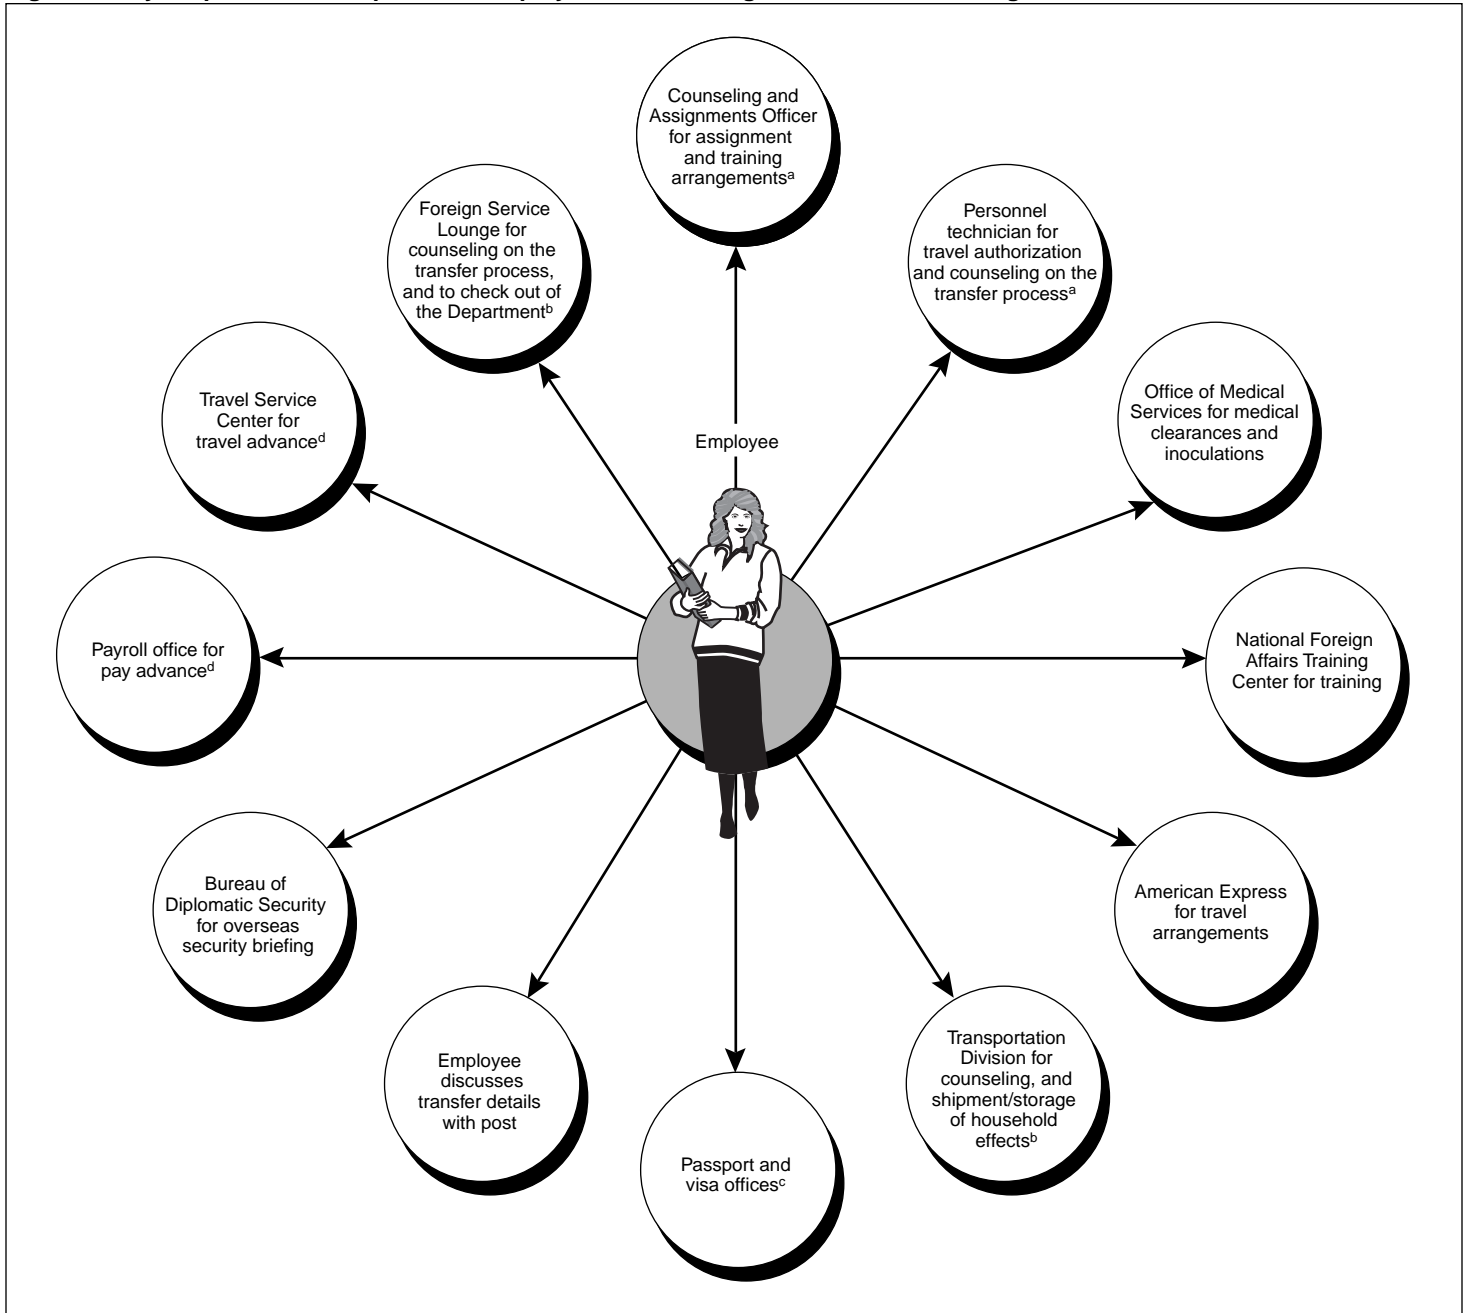 Counseling and
Assignments Officer
for assignment
and training
arrangementsᵃ
Personnel
technician for
travel authorization
and counseling on the
transfer processᵃ
Office of Medical
Services for medical
clearances and
inoculations
National Foreign
Affairs Training
Center for training
American Express
for travel
arrangements
Transportation
Division for
counseling, and
shipment/storage
of household
effectsᵇ
Passport and
visa officesᶜ
Employee
discusses
transfer details
with post
Bureau of
Diplomatic Security
for overseas
security briefing
Payroll office for
pay advanceᵈ
Travel Service
Center for
travel advanceᵈ
Foreign Service
Lounge for
counseling on the
transfer process,
and to check out of
the Departmentᵇ
Employee